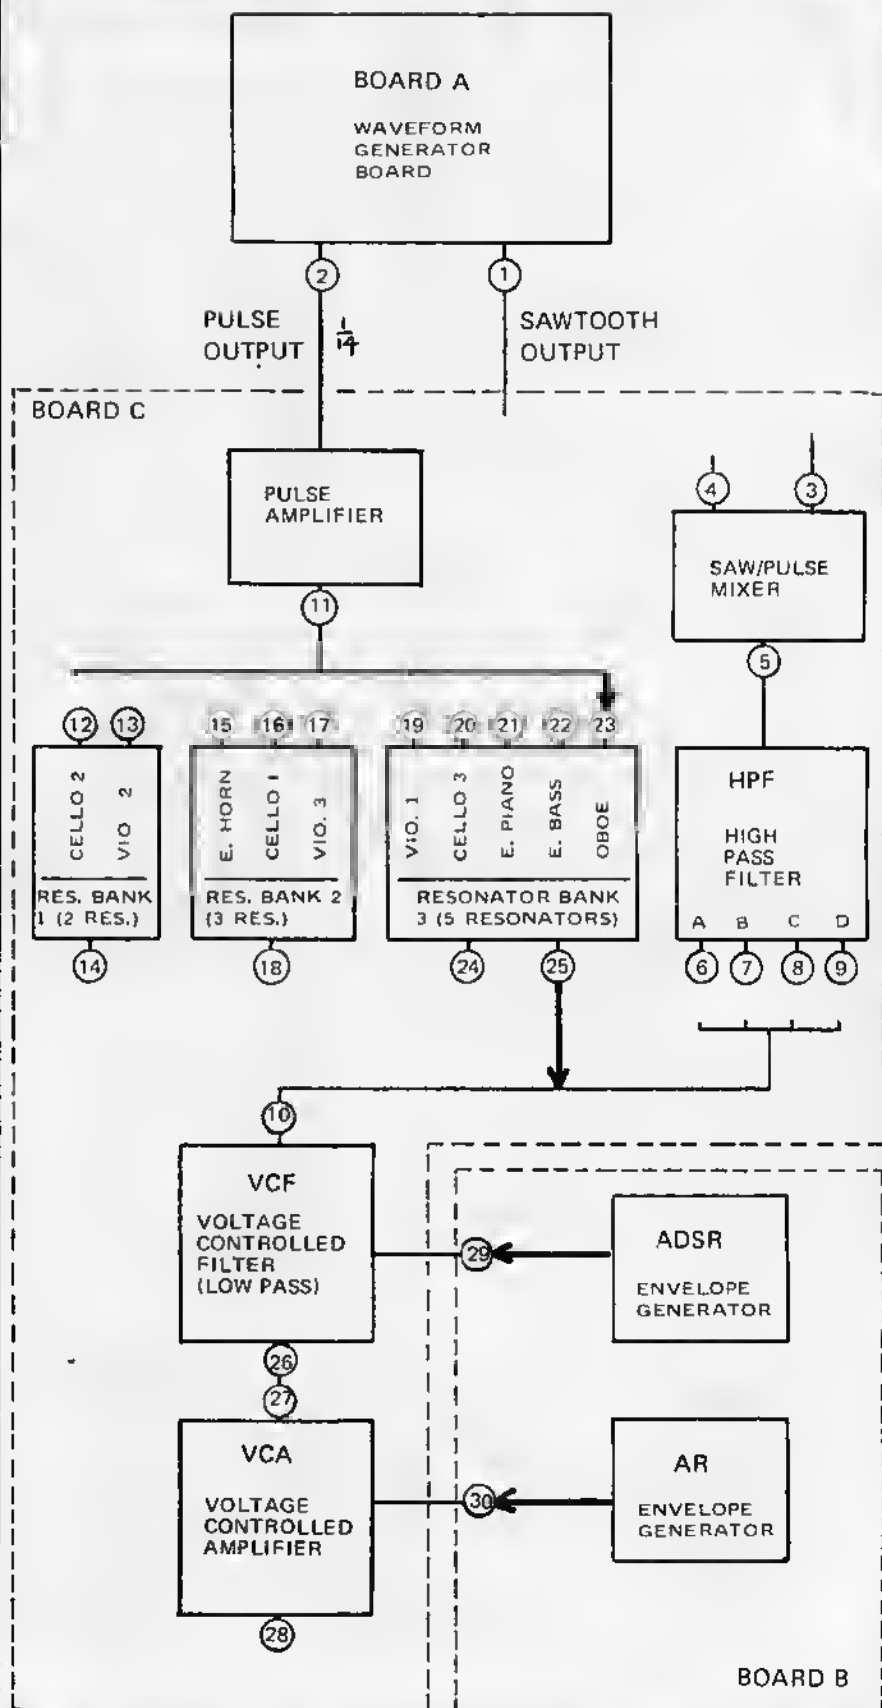 BOARD A
WAVEFORM
GENERATOR
BOARD
2
1
PULSE
OUTPUT
1/14
SAWTOOTH
OUTPUT
BOARD C
PULSE
AMPLIFIER
4
3
SAW/PULSE
MIXER
11
5
12
13
15
16
17
19
20
21
22
23
CELLO 2
VIO 2
E. HORN
CELLO 1
VIO. 3
VIO. 1
CELLO 3
E. PIANO
E. BASS
OBOE
RES. BANK
1 (2 RES.)
RES. BANK 2
(3 RES.)
RESONATOR BANK
3 (5 RESONATORS)
HPF
HIGH
PASS
FILTER
A B C D
14
18
24
25
6
7
8
9
10
VCF
VOLTAGE
CONTROLLED
FILTER
(LOW PASS)
29
ADSR
ENVELOPE
GENERATOR
26
27
VCA
VOLTAGE
CONTROLLED
AMPLIFIER
30
AR
ENVELOPE
GENERATOR
28
BOARD B